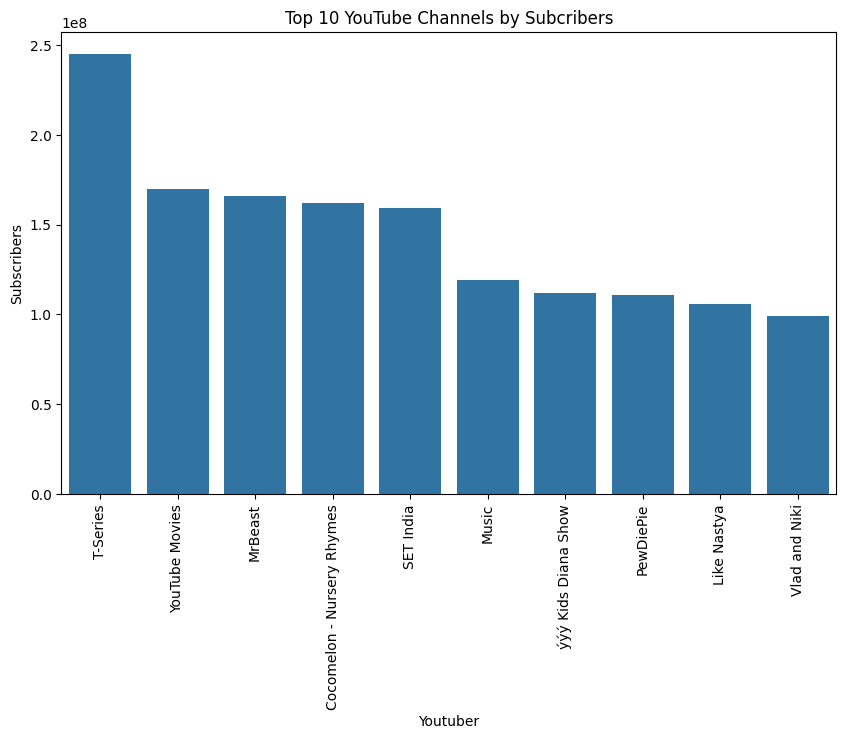 Top 10 YouTube Channels by Subcribers
1e8
2.5
2.0
1.5
1.0
0.5
0.0
Subscribers
T-Series
YouTube Movies
MrBeast
Cocomelon - Nursery Rhymes
SET India
Music
ýýý Kids Diana Show
PewDiePie
Like Nastya
Vlad and Niki
Youtuber